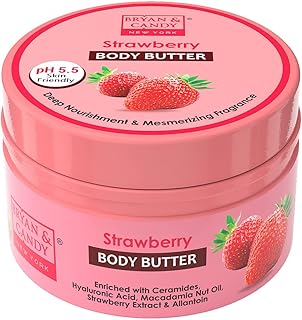 BRYAN &
CANDY®
NEW YORK
Strawberry
BODY BUTTER
pH 5.5
Skin
Friendly
Deep Nourishment & Mesmerizing Fragrance
BRYAN &
CANDY®
NEW YORK
Strawberry
BODY BUTTER
Enriched with Ceramides,
Hyaluronic Acid, Macadamia Nut Oil,
Strawberry Extract & Allantoin